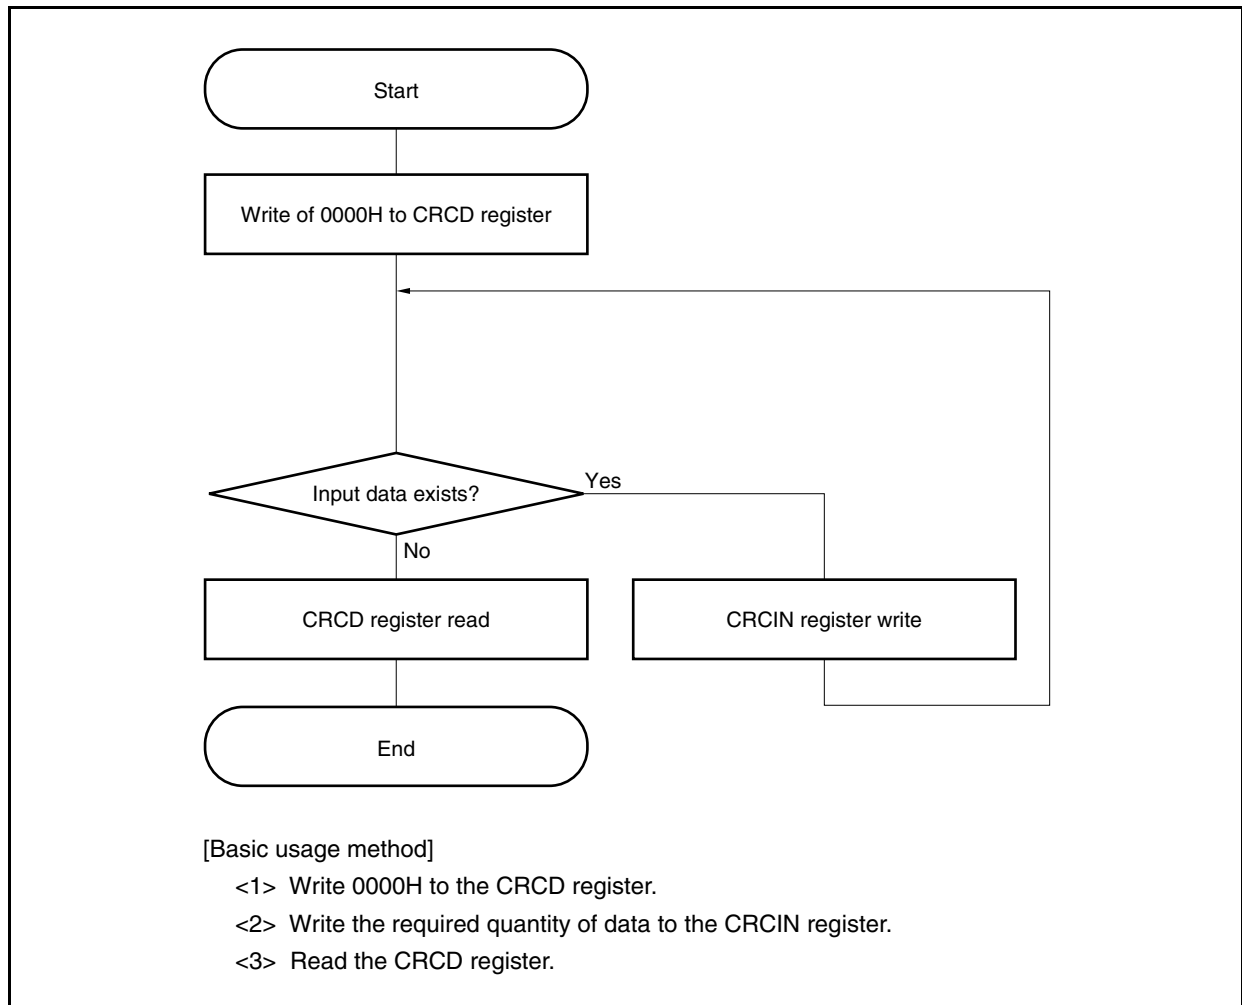 Start
Write of 0000H to CRCD register
Input data exists?
Yes
No
CRCD register read
CRCIN register write
End
[Basic usage method]
<1> Write 0000H to the CRCD register.
<2> Write the required quantity of data to the CRCIN register.
<3> Read the CRCD register.